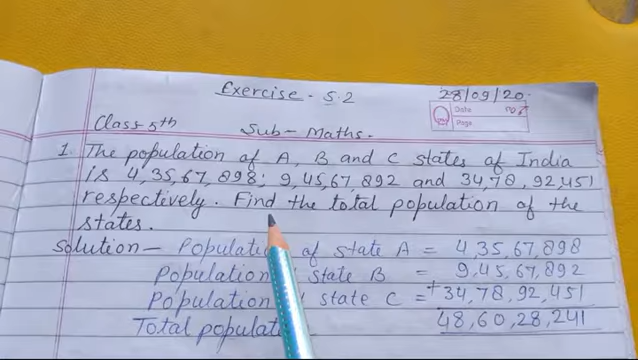 Exercise - 5.2
28/09/20
Date
Page
Class 5th
Sub - Maths.
1. The population of A, B and C states of India
is 4,35,67,898; 9,45,67,892 and 34,78,92,451
respectively. Find the total population of the
states.
Solution - Population of state A = 4,35,67,898
Population state B = 9,45,67,892
Population state C = +34,78,92,451
Total 48,60,28,241